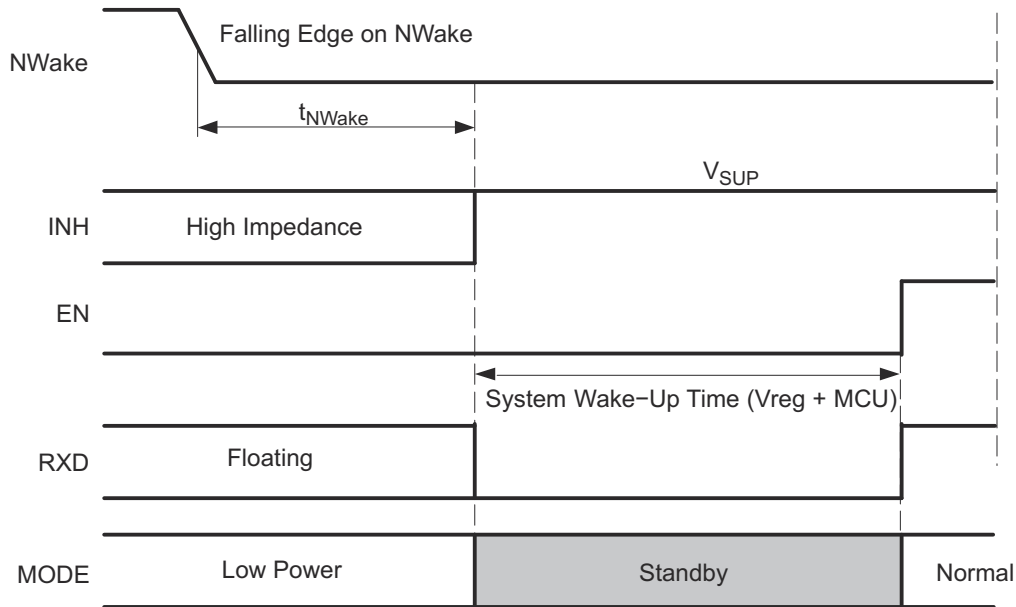 Falling Edge on NWake
NWake
tNWake
VSUP
INH
High Impedance
EN
System Wake−Up Time (Vreg + MCU)
RXD
Floating
MODE
Low Power
Standby
Normal